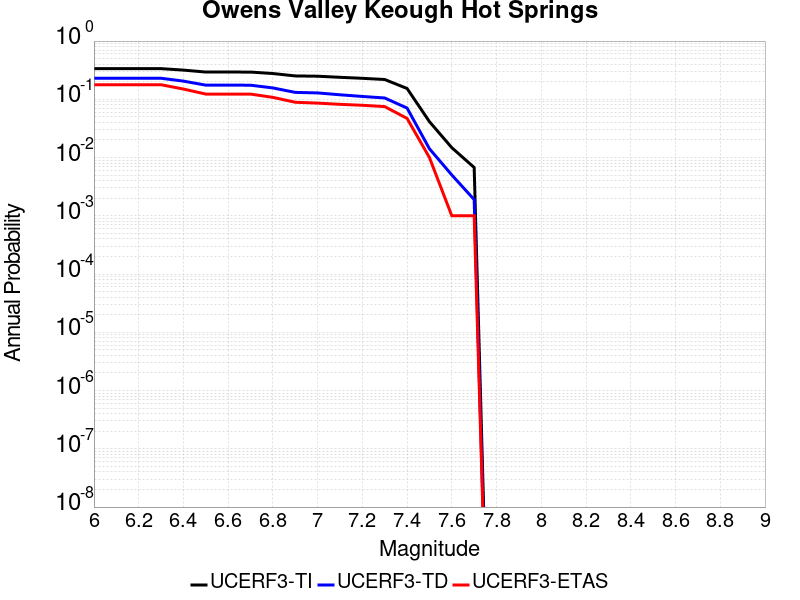 Owens Valley Keough Hot Springs
10^0
10^-1
10^-2
10^-3
10^-4
10^-5
10^-6
10^-7
10^-8
Annual Probability
6 6.2 6.4 6.6 6.8 7 7.2 7.4 7.6 7.8 8 8.2 8.4 8.6 8.8 9
Magnitude
UCERF3-TI UCERF3-TD UCERF3-ETAS